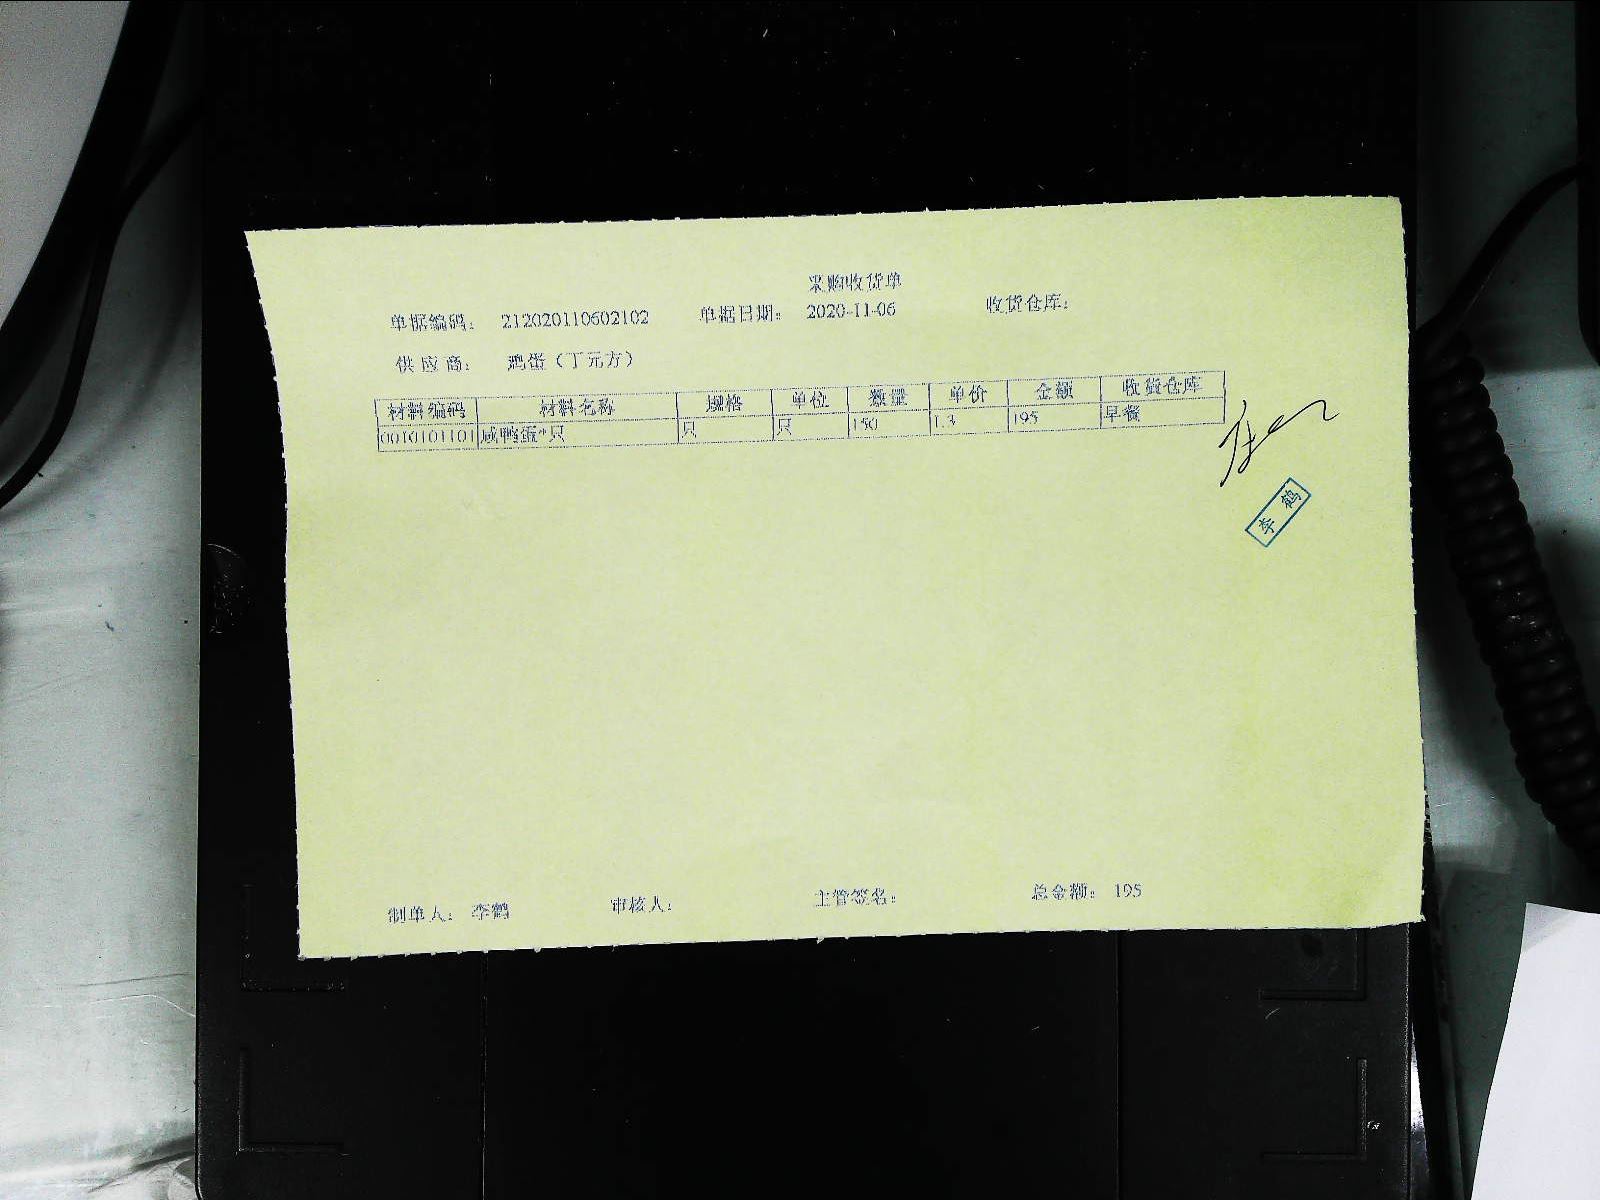 采购收货单
单据编码： 212020110602102 单据日期： 2020-11-06 收货仓库：
供应商： 鸡蛋（丁元方）
材料编码 材料名称 规格 单位 数量 单价 金额 收货仓库
0010101101 咸鸭蛋*只 只 只 150 1.3 195 早餐
李鹤
制单人： 李鹤 审核人： 主管签名： 总金额： 195